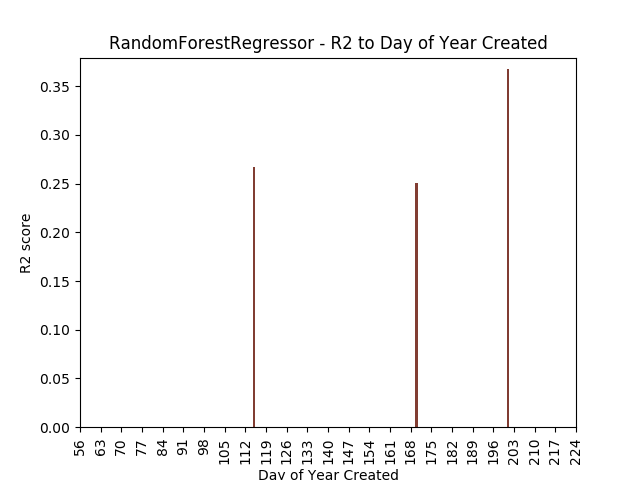 RandomForestRegressor - R2 to Day of Year Created
0.35
0.30
0.25
0.20
0.15
0.10
0.05
0.00
R2 score
56 63 70 77 84 91 98 105 112 119 126 133 140 147 154 161 168 175 182 189 196 203 210 217 224
Day of Year Created